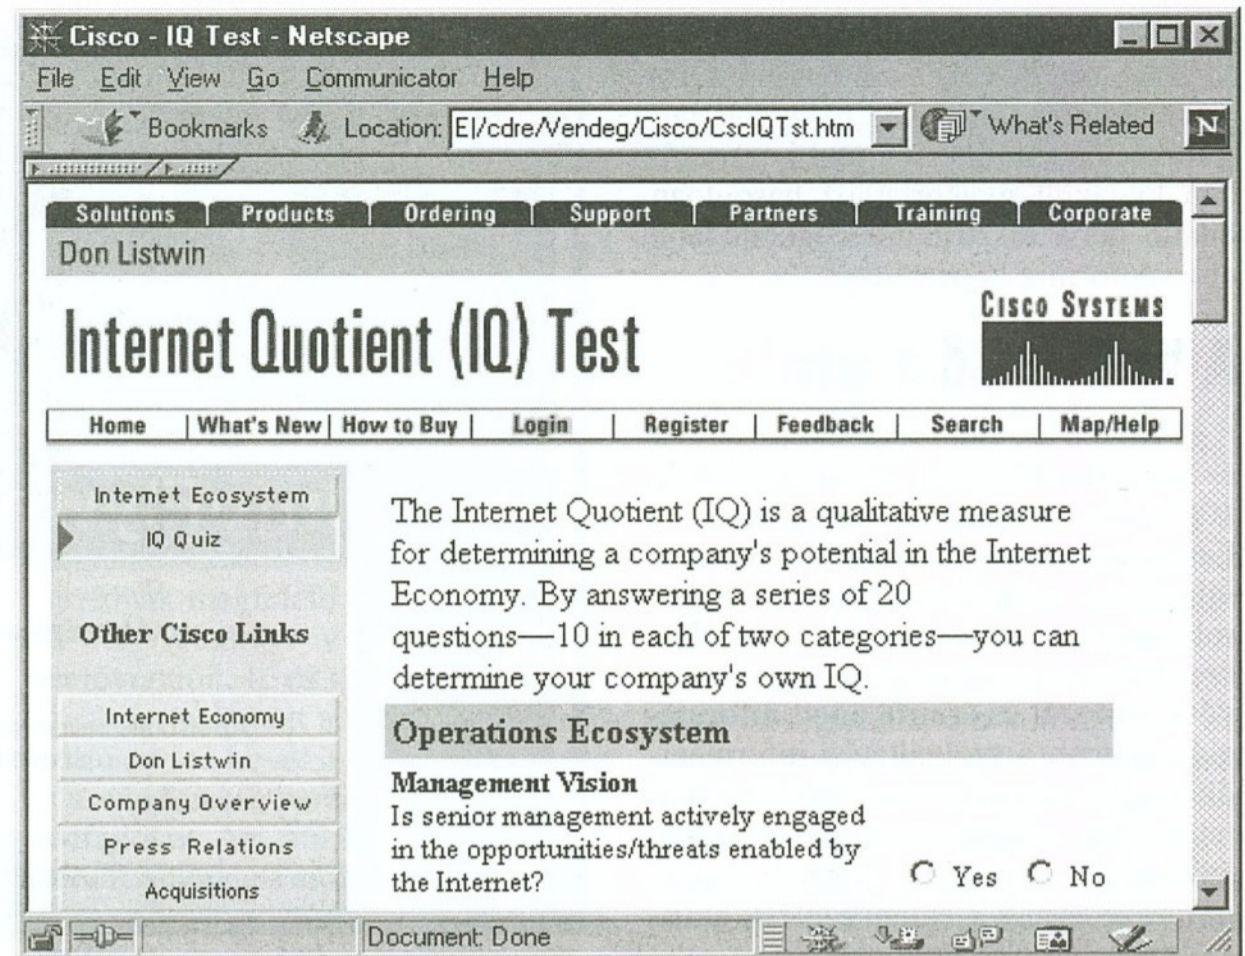 Cisco - IQ Test - Netscape
File Edit View Go Communicator Help
Bookmarks Location: E|/cdre/Vendeg/Cisco/CscIQTst.htm What's Related N
Solutions Products Ordering Support Partners Training Corporate
Don Listwin
Internet Quotient (IQ) Test
CISCO SYSTEMS
Home | What's New | How to Buy | Login | Register | Feedback | Search | Map/Help
Internet Ecosystem
IQ Quiz
Other Cisco Links
Internet Economy
Don Listwin
Company Overview
Press Relations
Acquisitions
The Internet Quotient (IQ) is a qualitative measure
for determining a company's potential in the Internet
Economy. By answering a series of 20
questions—10 in each of two categories—you can
determine your company's own IQ.
Operations Ecosystem
Management Vision
Is senior management actively engaged
in the opportunities/threats enabled by
the Internet?
Yes No
Document: Done